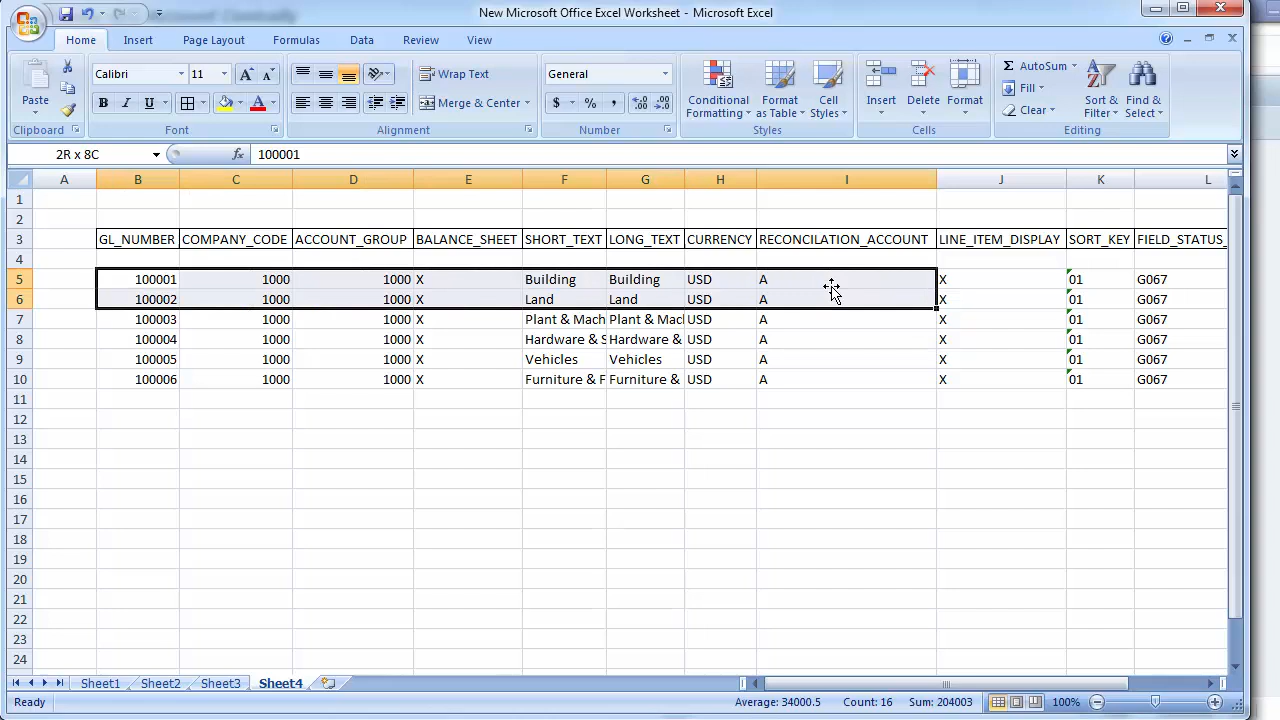 New Microsoft Office Excel Worksheet - Microsoft Excel
Home Insert Page Layout Formulas Data Review View
Paste Calibri 11 Wrap Text General AutoSum
B I U Merge & Center $ % , Conditional Formatting Format as Table Cell Styles Insert Delete Format Fill Clear Sort & Filter Find & Select
Clipboard Font Alignment Number Styles Cells Editing
2R x 8C fx 100001
A B C D E F G H I J K L
1
2
3 GL_NUMBER COMPANY_CODE ACCOUNT_GROUP BALANCE_SHEET SHORT_TEXT LONG_TEXT CURRENCY RECONCILATION_ACCOUNT LINE_ITEM_DISPLAY SORT_KEY FIELD_STATUS_
4
5 100001 1000 1000 X Building Building USD A X 01 G067
6 100002 1000 1000 X Land Land USD A X 01 G067
7 100003 1000 1000 X Plant & Mach Plant & Mach USD A X 01 G067
8 100004 1000 1000 X Hardware & S Hardware & USD A X 01 G067
9 100005 1000 1000 X Vehicles Vehicles USD A X 01 G067
10 100006 1000 1000 X Furniture & F Furniture & USD A X 01 G067
11
12
13
14
15
16
17
18
19
20
21
22
23
24
Sheet1 Sheet2 Sheet3 Sheet4
Ready Average: 34000.5 Count: 16 Sum: 204003 100%